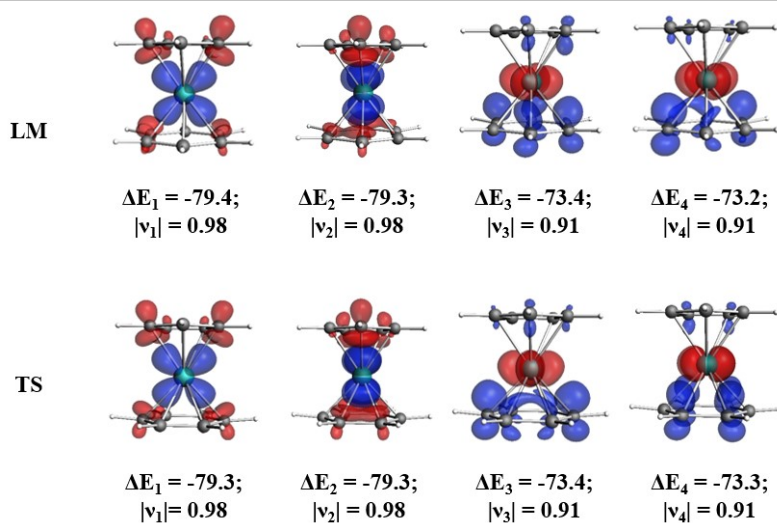 LM
ΔE₁ = -79.4;
|ν₁| = 0.98
ΔE₂ = -79.3;
|ν₂| = 0.98
ΔE₃ = -73.4;
|ν₃| = 0.91
ΔE₄ = -73.2;
|ν₄| = 0.91
TS
ΔE₁ = -79.3;
|ν₁|= 0.98
ΔE₂ = -79.3;
|ν₂| = 0.98
ΔE₃ = -73.4;
|ν₃| = 0.91
ΔE₄ = -73.3;
|ν₄| = 0.91